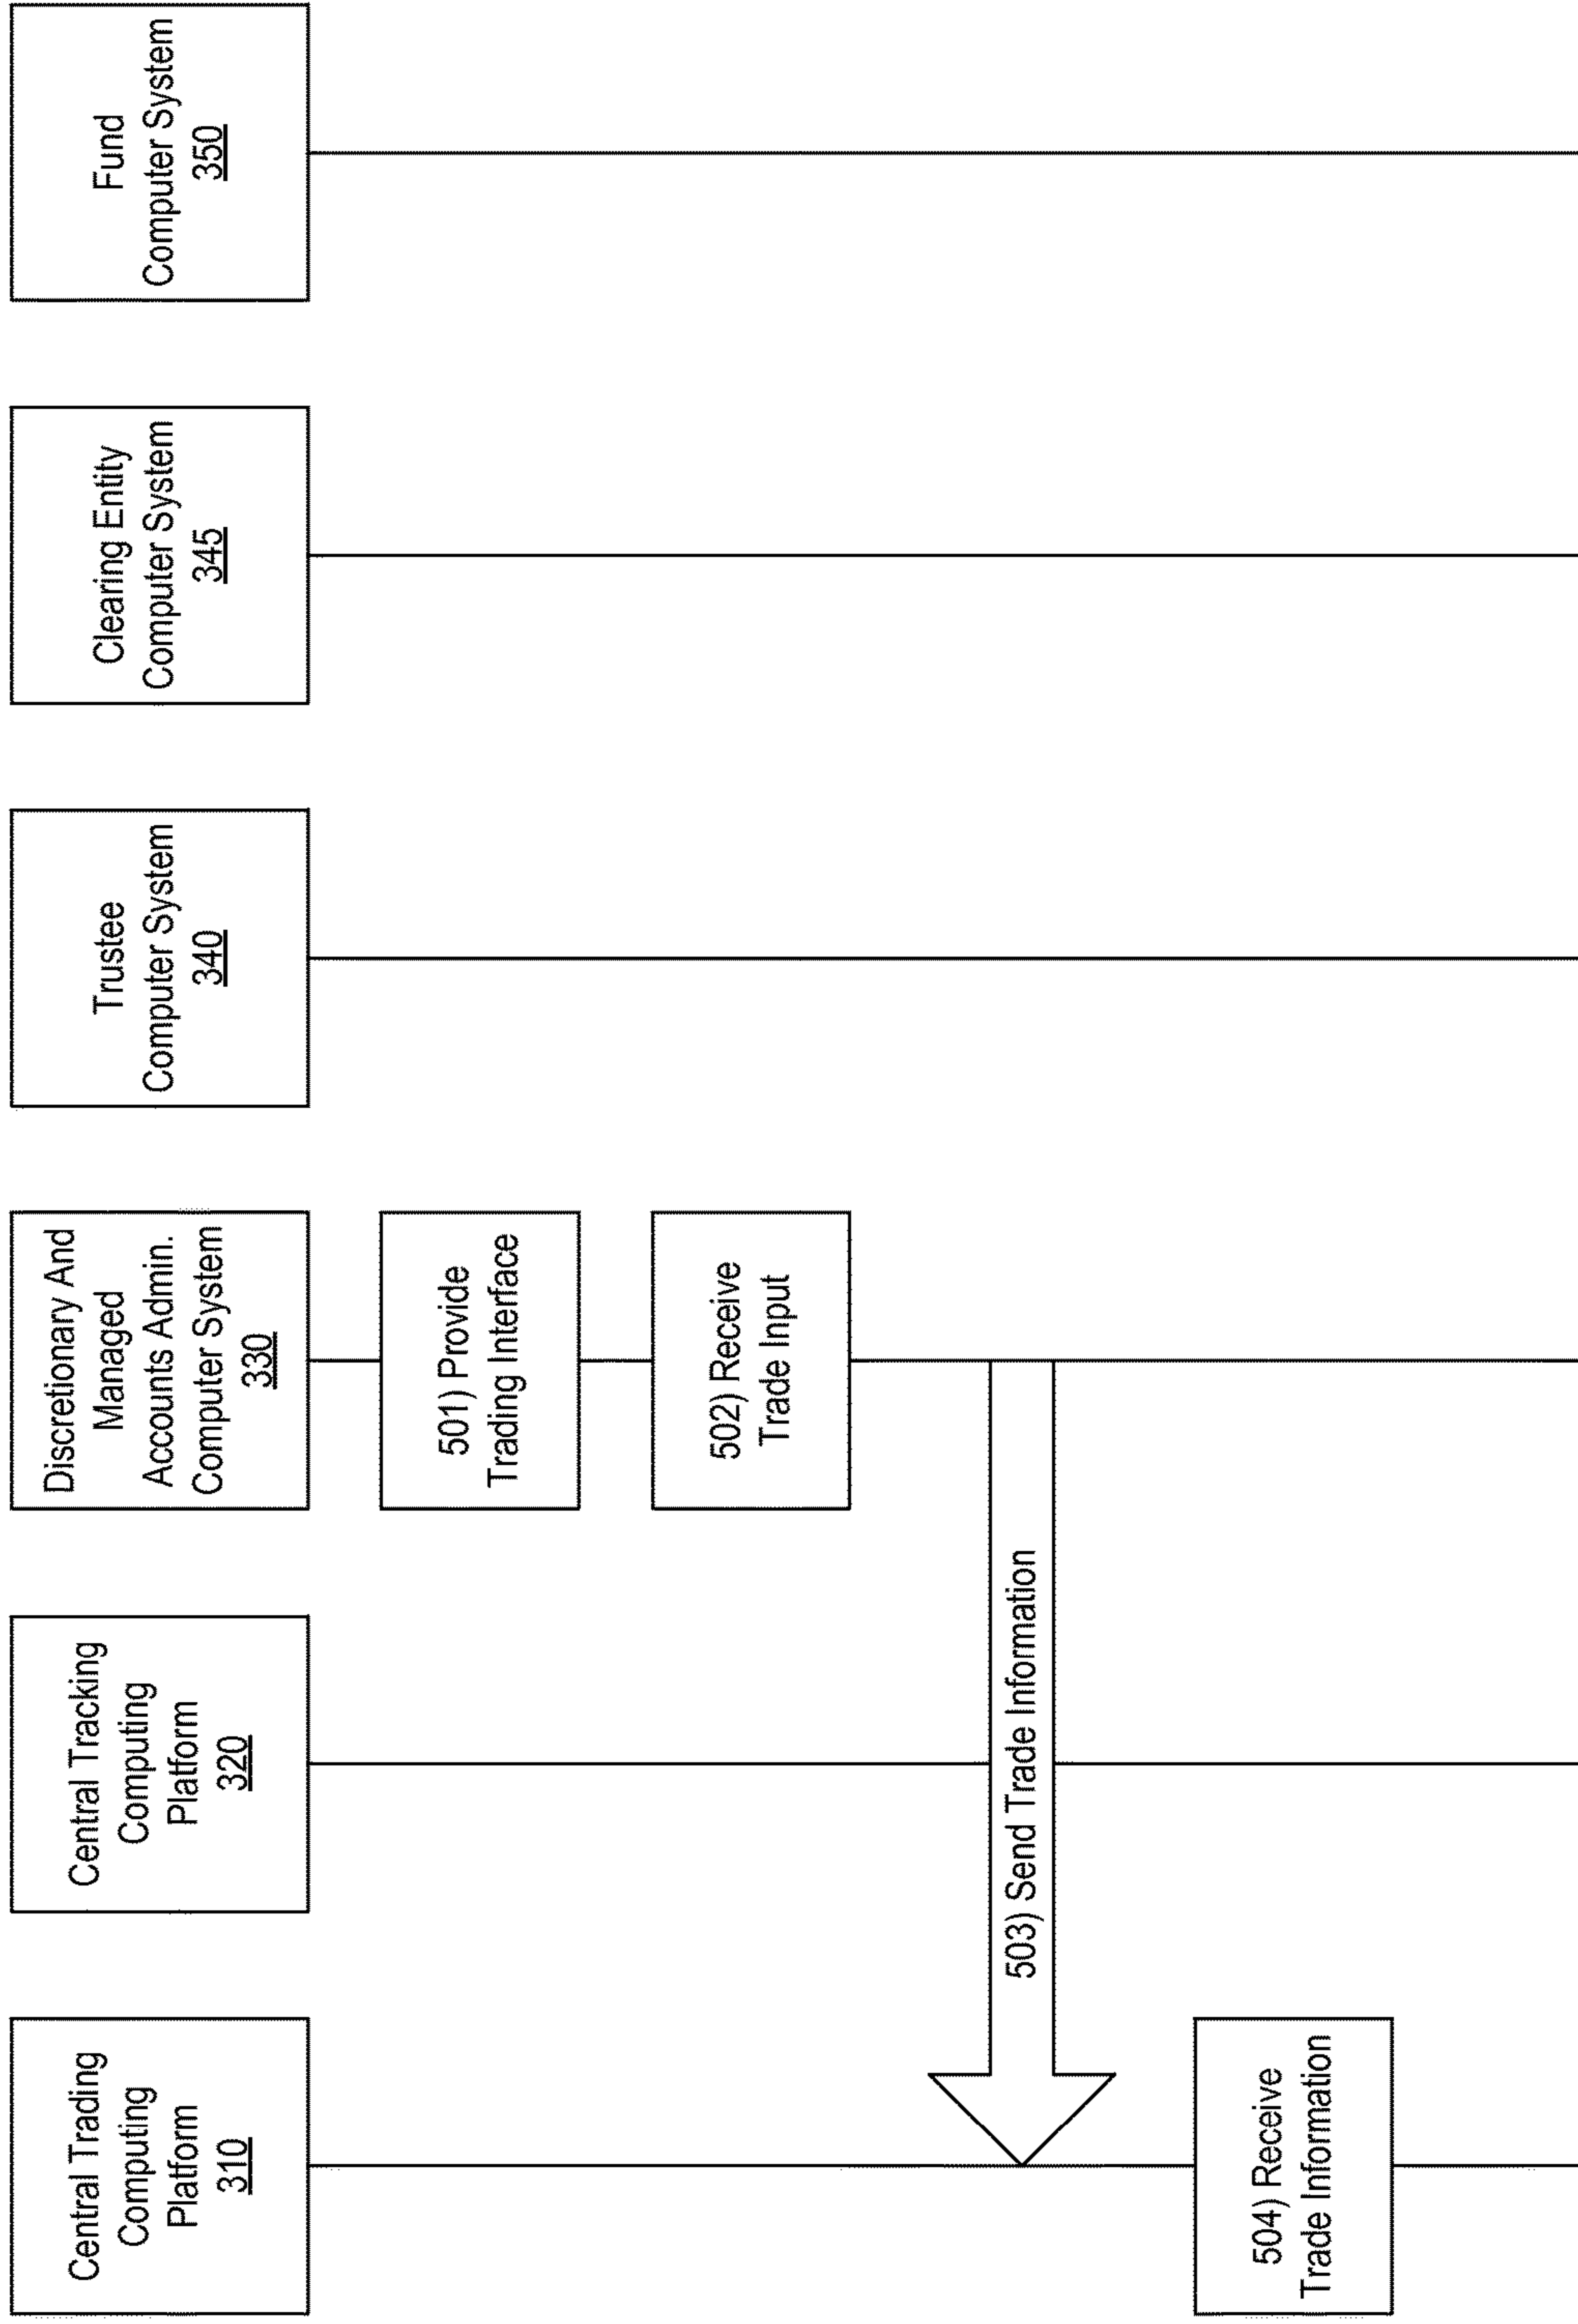 Central Trading
Computing
Platform
310
Central Tracking
Computing
Platform
320
Discretionary And
Managed
Accounts Admin.
Computer System
330
Trustee
Computer System
340
Clearing Entity
Computer System
345
Fund
Computer System
350
501) Provide
Trading Interface
502) Receive
Trade Input
503) Send Trade Information
504) Receive
Trade Information